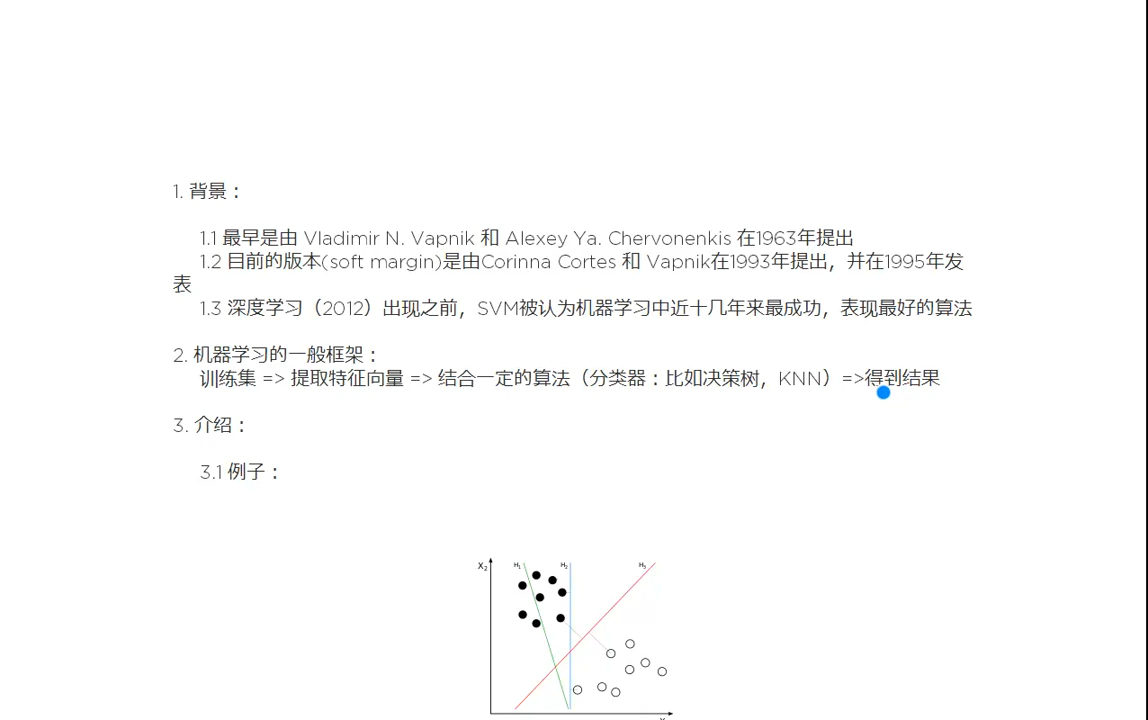 1. 背景：
1.1 最早是由 Vladimir N. Vapnik 和 Alexey Ya. Chervonenkis 在1963年提出
1.2 目前的版本(soft margin)是由Corinna Cortes 和 Vapnik在1993年提出，并在1995年发
表
1.3 深度学习（2012）出现之前，SVM被认为机器学习中近十几年来最成功，表现最好的算法
2. 机器学习的一般框架：
训练集 => 提取特征向量 => 结合一定的算法（分类器：比如决策树，KNN）=>得到结果
3. 介绍：
3.1 例子：
X2 H1 H2 H3